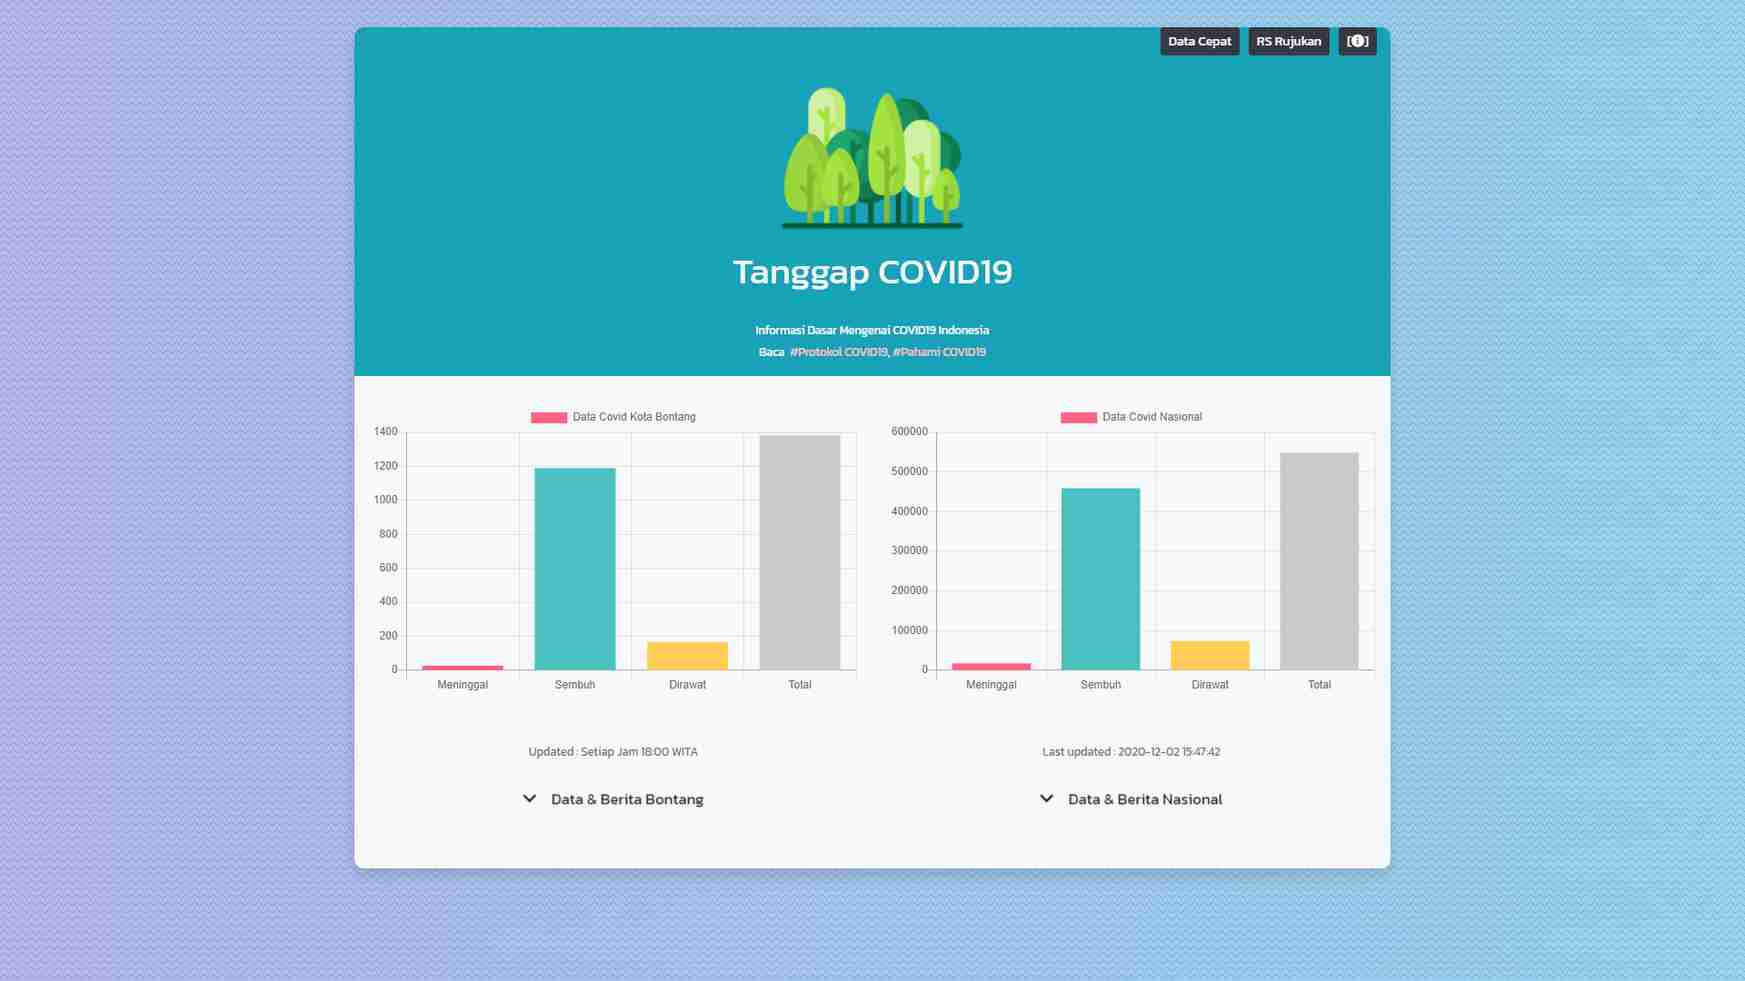 Data Cepat
RS Rujukan
[i]
Tanggap COVID19
Informasi Dasar Mengenai COVID19 Indonesia
Baca #Protokol COVID19, #Pahami COVID19
Data Covid Kota Bontang
1400
1200
1000
800
600
400
200
0
Meninggal
Sembuh
Dirawat
Total
Updated : Setiap Jam 18:00 WITA
Data & Berita Bontang
Data Covid Nasional
600000
500000
400000
300000
200000
100000
0
Meninggal
Sembuh
Dirawat
Total
Last updated : 2020-12-02 15:47:42
Data & Berita Nasional